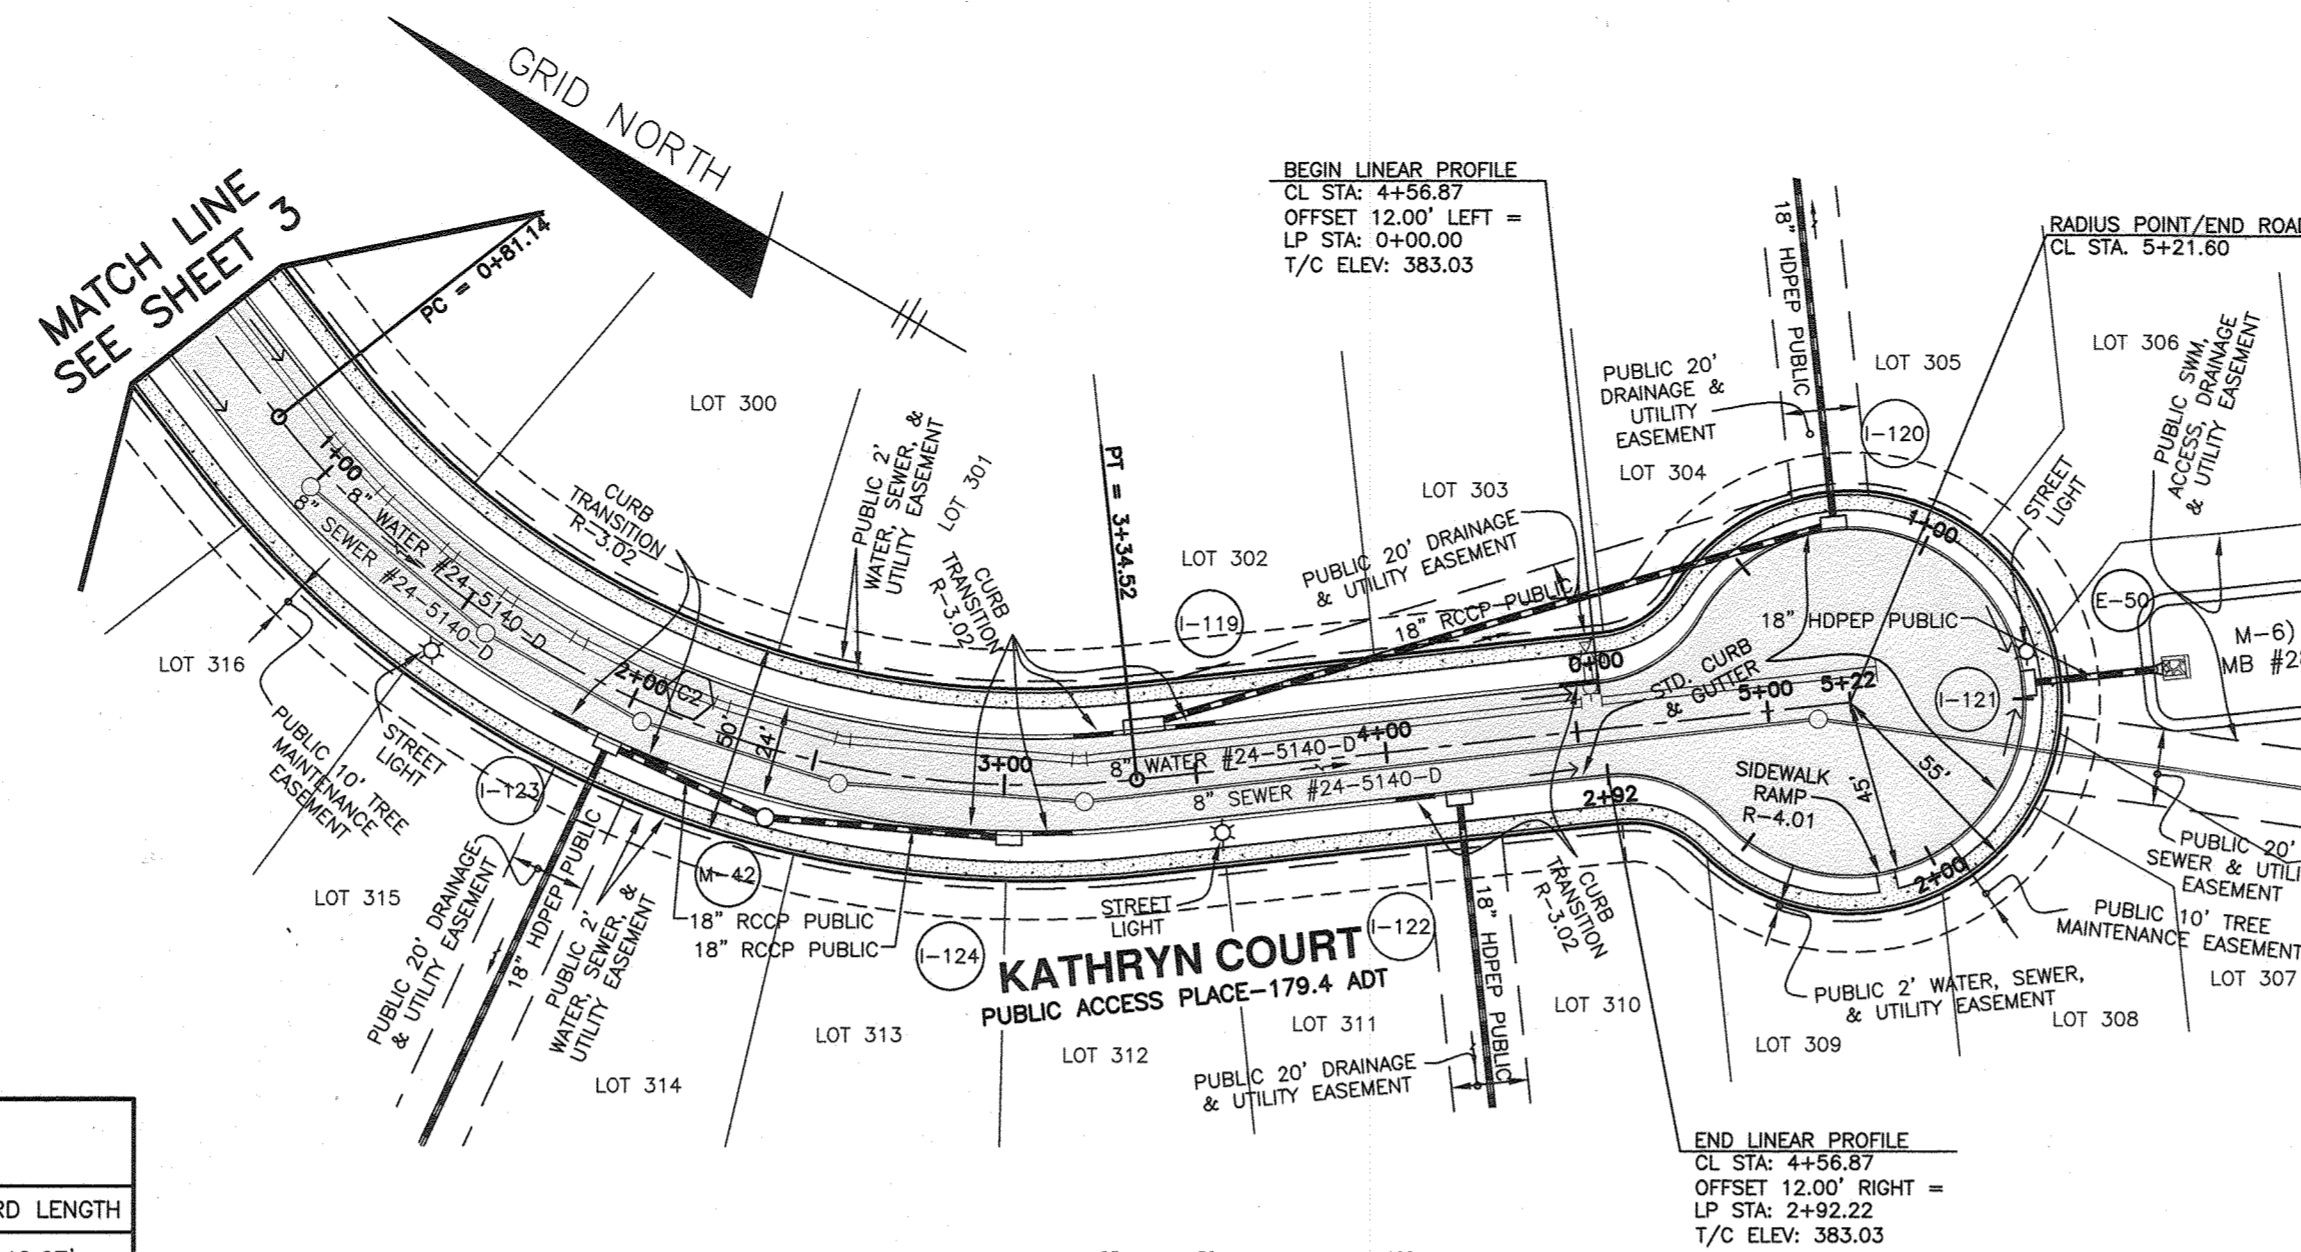 GRID NORTH
MATCH LINE
SEE SHEET 3
PC = 0+81.14
BEGIN LINEAR PROFILE
CL STA: 4+56.87
OFFSET 12.00' LEFT =
LP STA: 0+00.00
T/C ELEV: 383.03
18" HDPEP PUBLIC
RADIUS POINT/END ROAD
CL STA. 5+21.60
LOT 306
LOT 305
PUBLIC 20'
DRAINAGE &
UTILITY
EASEMENT
I-120
PUBLIC SWM,
ACCESS, DRAINAGE
& UTILITY EASEMENT
LOT 300
LOT 301
LOT 302
LOT 303
LOT 304
STREET
LIGHT
1+00
8" WATER #24-5140-D
8" SEWER #24-5140-D
CURB
TRANSITION
R-3.02
PUBLIC 2'
WATER, SEWER, &
UTILITY EASEMENT
CURB
TRANSITION
R-3.02
PT = 3+34.52
I-119
PUBLIC 20' DRAINAGE
& UTILITY EASEMENT
18" RCCP PUBLIC
1+00
18" HDPEP PUBLIC
E-50
M-6)
MB #2
0+00
STD. CURB
& GUTTER
5+00
5+22
I-121
LOT 316
2+00
C2
50'
24'
3+00
8" WATER #24-5140-D
4+00
8" SEWER #24-5140-D
2+92
SIDEWALK
RAMP
R-4.01
45'
55'
2+00
PUBLIC 10' TREE
MAINTENANCE
EASEMENT
STREET
LIGHT
I-123
M-42
LOT 315
PUBLIC 20' DRAINAGE
& UTILITY EASEMENT
18" HDPEP PUBLIC
PUBLIC 2'
WATER, SEWER, &
UTILITY EASEMENT
18" RCCP PUBLIC
18" RCCP PUBLIC
I-124
STREET
LIGHT
KATHRYN COURT
PUBLIC ACCESS PLACE-179.4 ADT
I-122
18" HDPEP PUBLIC
CURB
TRANSITION
R-3.02
PUBLIC 20'
SEWER & UTILI
EASEMENT
PUBLIC 10' TREE
MAINTENANCE EASEMENT
LOT 307
PUBLIC 2' WATER, SEWER,
& UTILITY EASEMENT
LOT 308
LOT 309
LOT 310
LOT 311
LOT 312
LOT 313
LOT 314
PUBLIC 20' DRAINAGE
& UTILITY EASEMENT
END LINEAR PROFILE
CL STA: 4+56.87
OFFSET 12.00' RIGHT =
LP STA: 2+92.22
T/C ELEV: 383.03
RD LENGTH